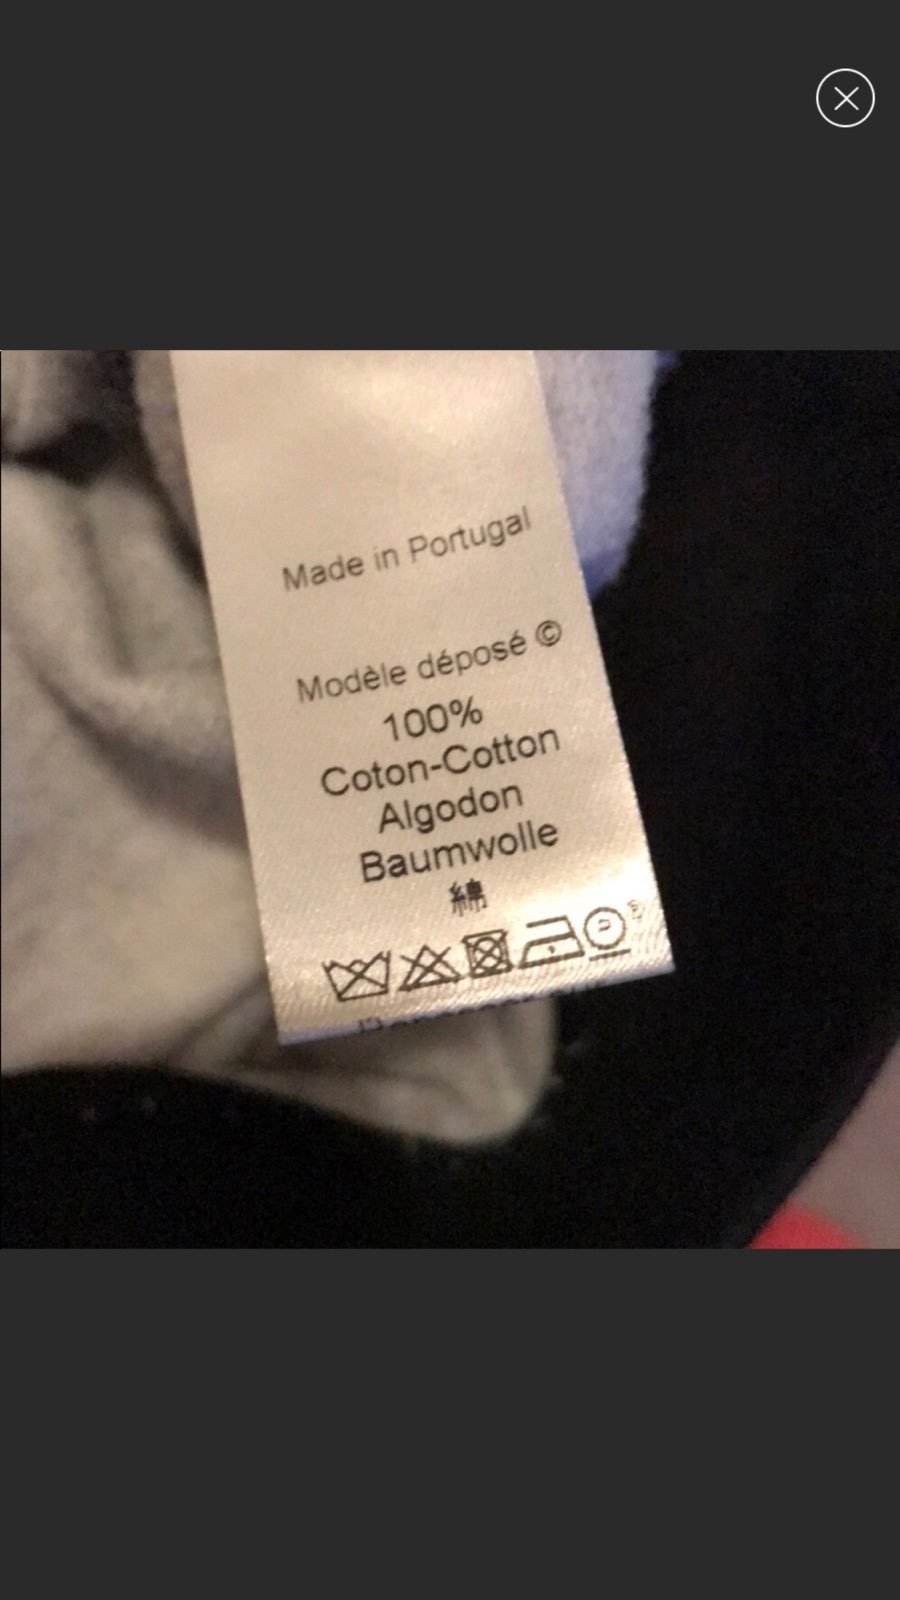 Made in Portugal
Modèle déposé ©
100%
Coton-Cotton
Algodon
Baumwolle
綿
P